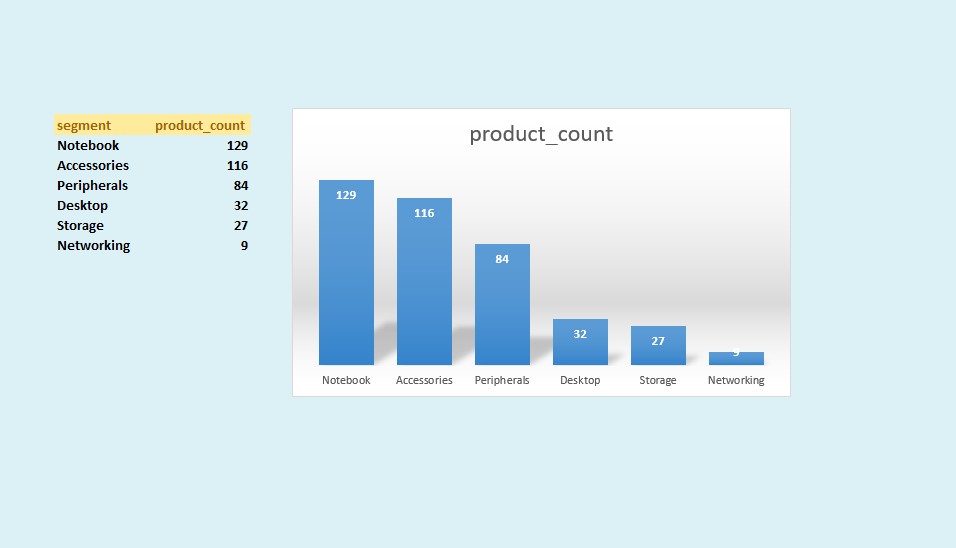 segment product_count
Notebook 129
Accessories 116
Peripherals 84
Desktop 32
Storage 27
Networking 9
product_count
129
116
84
32
27
9
Notebook Accessories Peripherals Desktop Storage Networking